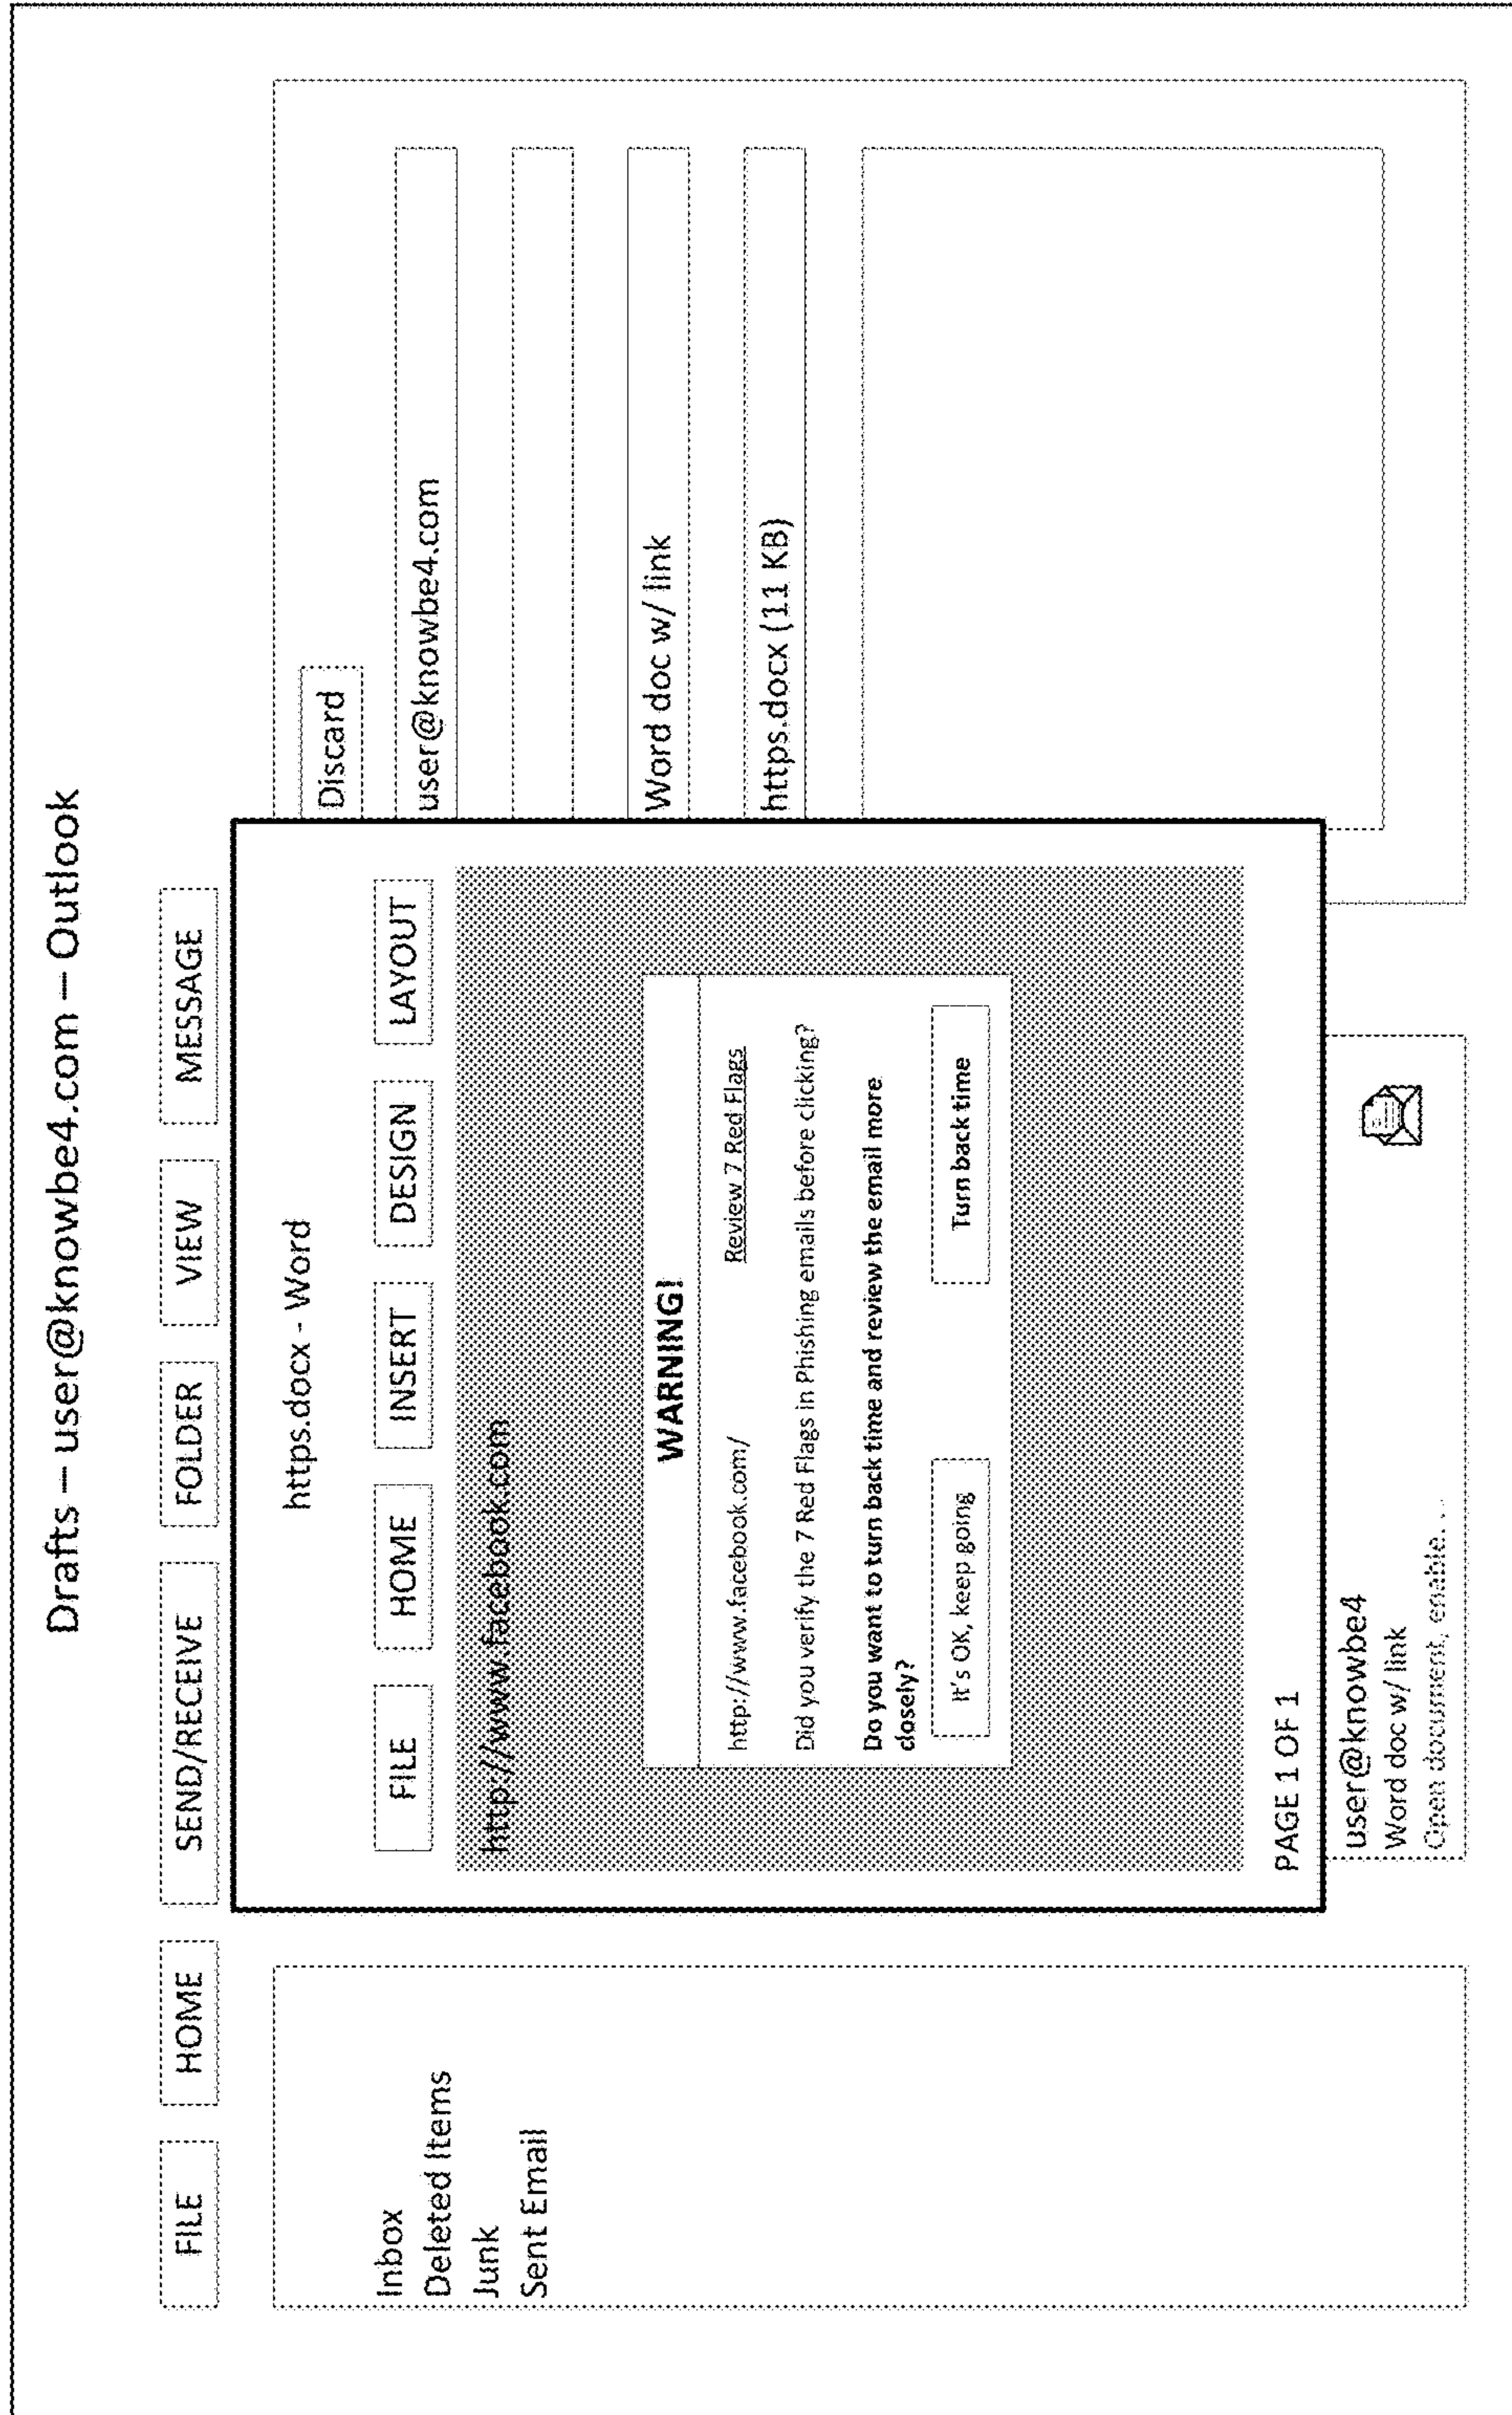 Drafts – user@knowbe4.com – Outlook
FILE HOME SEND/RECEIVE FOLDER VIEW MESSAGE
Inbox
Deleted Items
Junk
Sent Email
https.docx - Word
FILE HOME INSERT DESIGN LAYOUT
http://www.facebook.com
WARNING!
http://www.facebook.com/ Review 7 Red Flags
Did you verify the 7 Red Flags in Phishing emails before clicking?
Do you want to turn back time and review the email more
closely?
It's OK, keep going Turn back time
PAGE 1 OF 1
user@knowbe4
Word doc w/ link
Open document, enable. . .
Discard
user@knowbe4.com
Word doc w/ link
https.docx (11 KB)